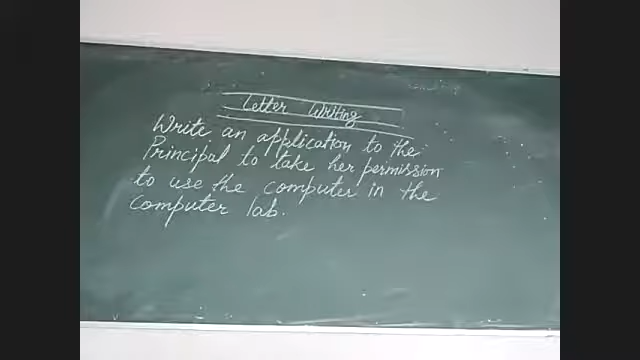 Letter Writing
Write an application to the
Principal to take her permission
to use the computer in the
computer lab.